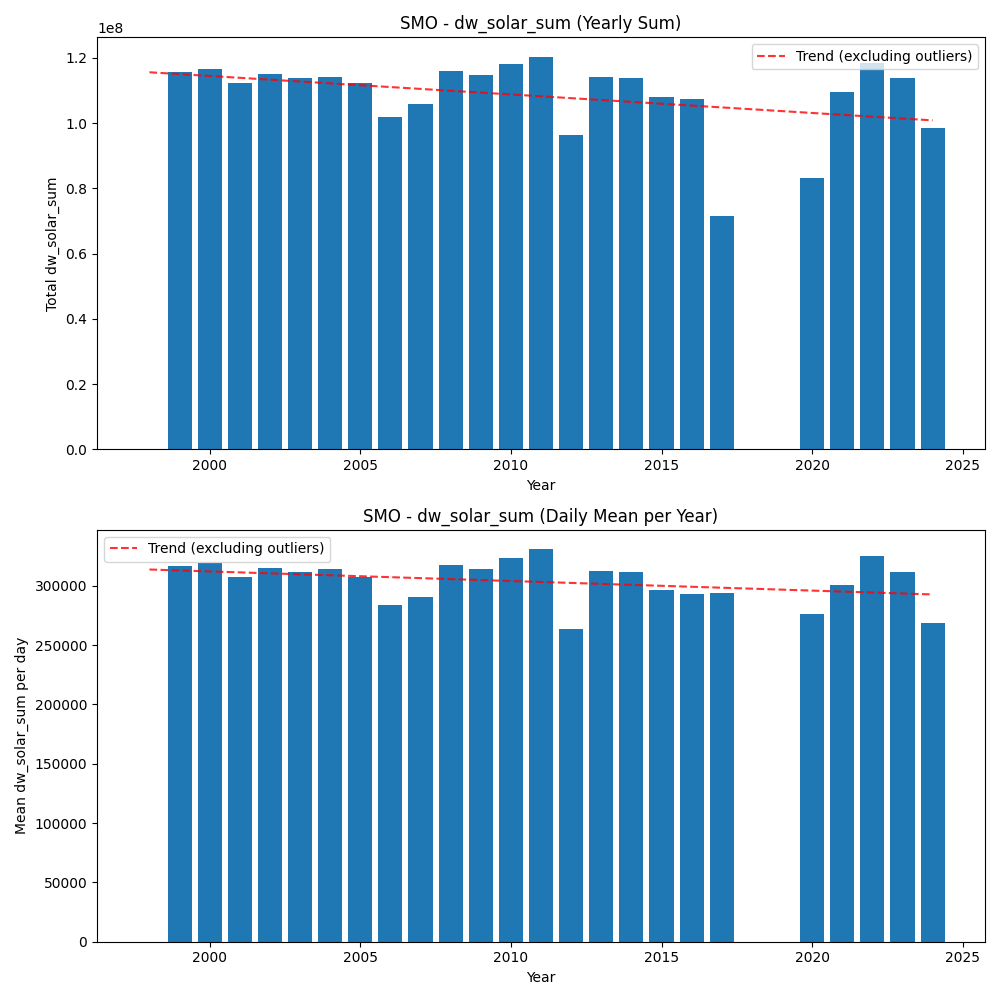 SMO - dw_solar_sum (Yearly Sum)
1e8
Trend (excluding outliers)
1.2
1.0
0.8
0.6
0.4
0.2
0.0
Total dw_solar_sum
2000 2005 2010 2015 2020 2025
Year
SMO - dw_solar_sum (Daily Mean per Year)
Trend (excluding outliers)
300000
250000
200000
150000
100000
50000
0
Mean dw_solar_sum per day
2000 2005 2010 2015 2020 2025
Year